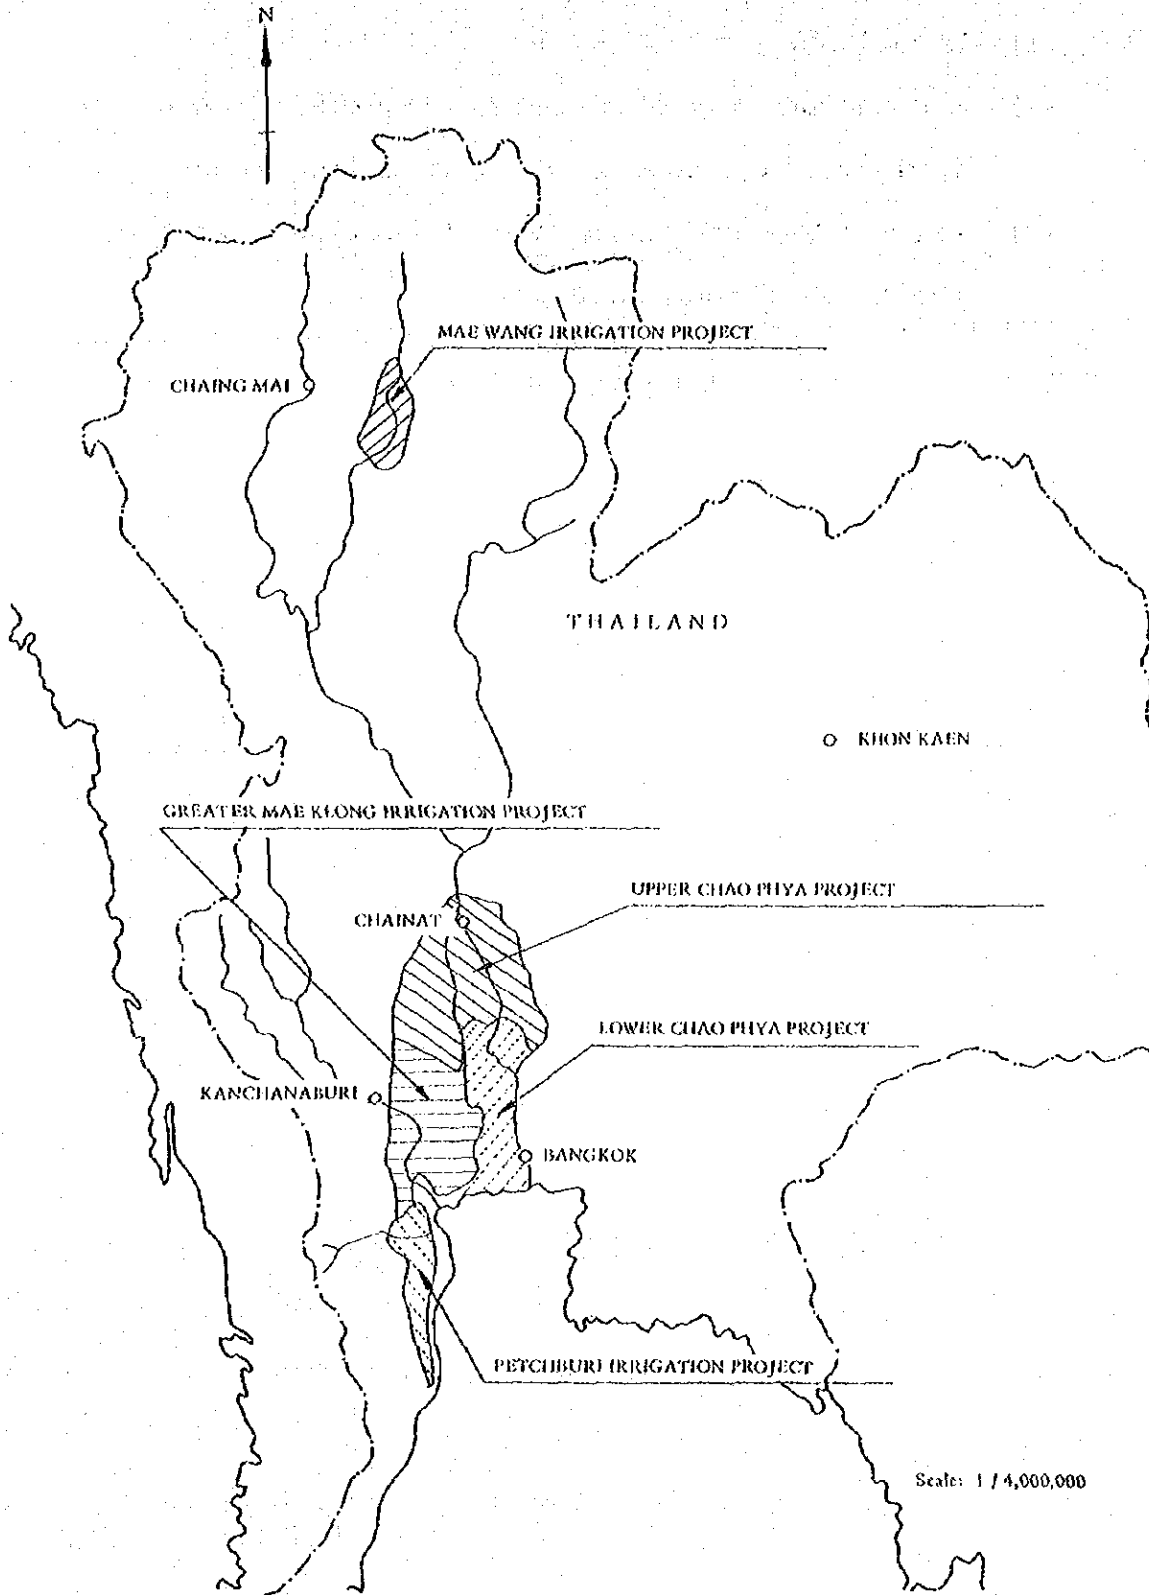 N
MAE WANG IRRIGATION PROJECT
CHAING MAI
THAILAND
KHON KAEN
GREATER MAE KLONG IRRIGATION PROJECT
UPPER CHAO PHYA PROJECT
CHAINAT
LOWER CHAO PHYA PROJECT
KANCHANABURI
BANGKOK
PETCHBURI IRRIGATION PROJECT
Scale: 1 / 4,000,000